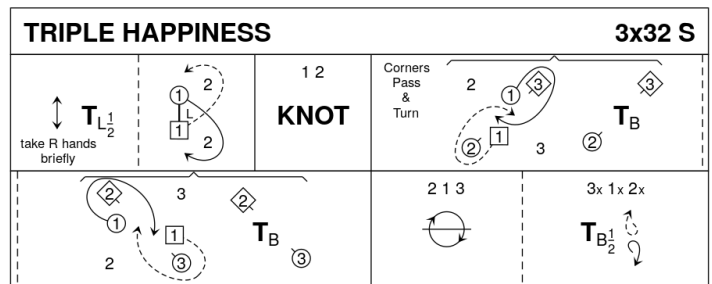 TRIPLE HAPPINESS 3x32 S
T L 1/2
take R hands
briefly
2
1
L
1
2
1 2
KNOT
Corners
Pass
&
Turn
2
3
3
1
1
2
2
3
T B
2
3
2
1
1
3
2
3
T B
2 1 3
3x 1x 2x
T B 1/2